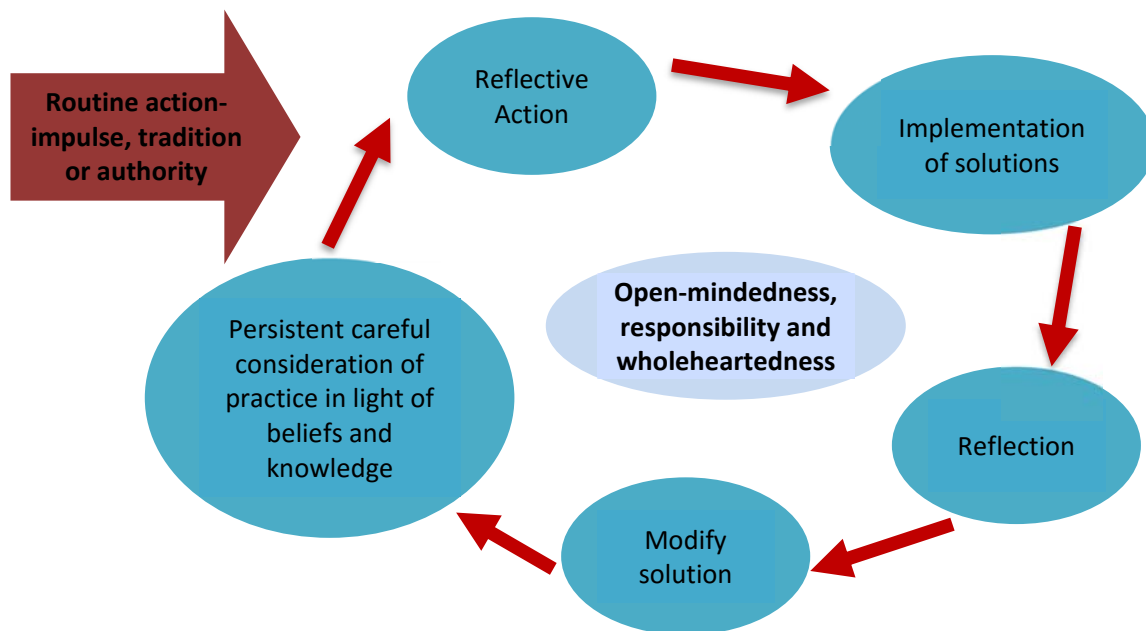 Routine action-
impulse, tradition
or authority
Reflective
Action
Implementation
of solutions
Open-mindedness,
responsibility and
wholeheartedness
Persistent careful
consideration of
practice in light of
beliefs and
knowledge
Reflection
Modify
solution